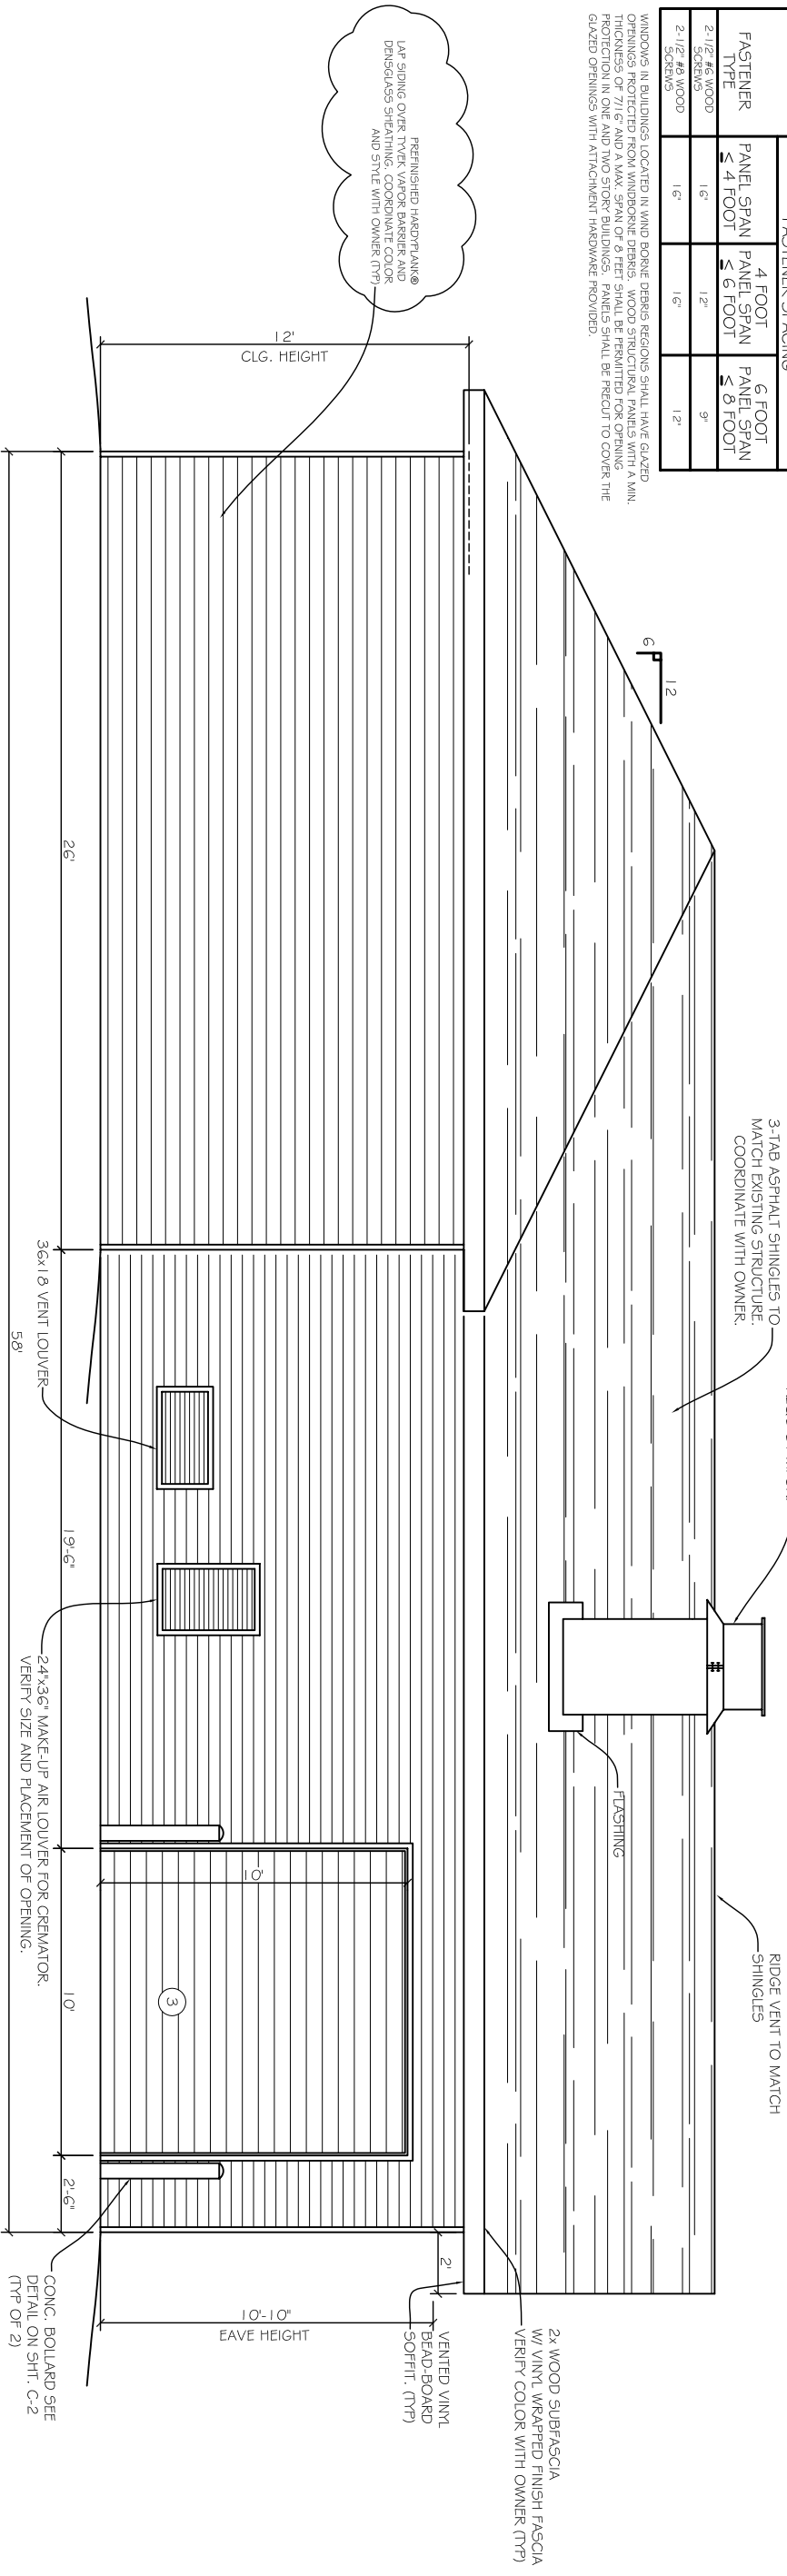 FASTENER SPACING
FASTENER
TYPE
PANEL SPAN
≤ 4 FOOT
4 FOOT
PANEL SPAN
≤ 6 FOOT
6 FOOT
PANEL SPAN
≤ 8 FOOT
2-1/2" #6 WOOD
SCREWS
16"
12"
9"
2-1/2" #8 WOOD
SCREWS
16"
16"
12"
WINDOWS IN BUILDINGS LOCATED IN WIND BORNE DEBRIS REGIONS SHALL HAVE GLAZED
OPENINGS PROTECTED FROM WINDBORNE DEBRIS. WOOD STRUCTURAL PANELS WITH A MIN.
THICKNESS OF 7/16" AND A MAX. SPAN OF 8 FEET SHALL BE PERMITTED FOR OPENING
PROTECTION IN ONE AND TWO STORY BUILDINGS. PANELS SHALL BE PRECUT TO COVER THE
GLAZED OPENINGS WITH ATTACHMENT HARDWARE PROVIDED.
6
12
3-TAB ASPHALT SHINGLES TO
MATCH EXISTING STRUCTURE.
COORDINATE WITH OWNER.
RIDGE VENT TO MATCH
SHINGLES
FLASHING
PREFINISHED HARDYPLANK®
LAP SIDING OVER TYVEK VAPOR BARRIER AND
DENSGLASS SHEATHING. COORDINATE COLOR
AND STYLE WITH OWNER (TYP)
12'
CLG. HEIGHT
2x WOOD SUBFASCIA
W/ VINYL WRAPPED FINISH FASCIA
VERIFY COLOR WITH OWNER (TYP)
2'
VENTED VINYL
BEAD-BOARD
SOFFIT. (TYP)
10'
3
10'-10"
EAVE HEIGHT
36x18 VENT LOUVER
24"x36" MAKE-UP AIR LOUVER FOR CREMATOR.
VERIFY SIZE AND PLACEMENT OF OPENING.
CONC. BOLLARD SEE
DETAIL ON SHT. C-2
(TYP OF 2)
26'
19'-6"
10'
2'-6"
58'